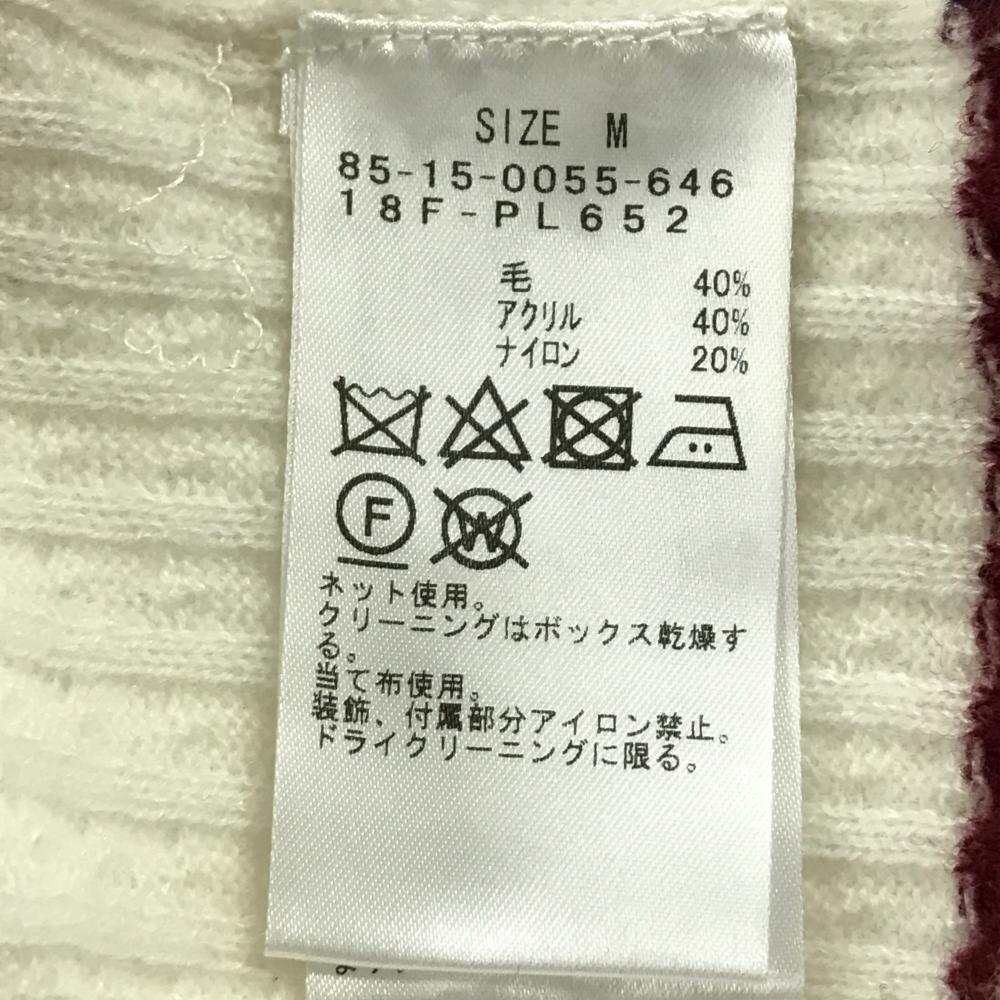 SIZE M
85-15-0055-646
18F-PL652
毛 40%
アクリル 40%
ナイロン 20%
F W
ネット使用。
クリーニングはボックス乾燥す
る。
当て布使用。
装飾、付属部分アイロン禁止。
ドライクリーニングに限る。